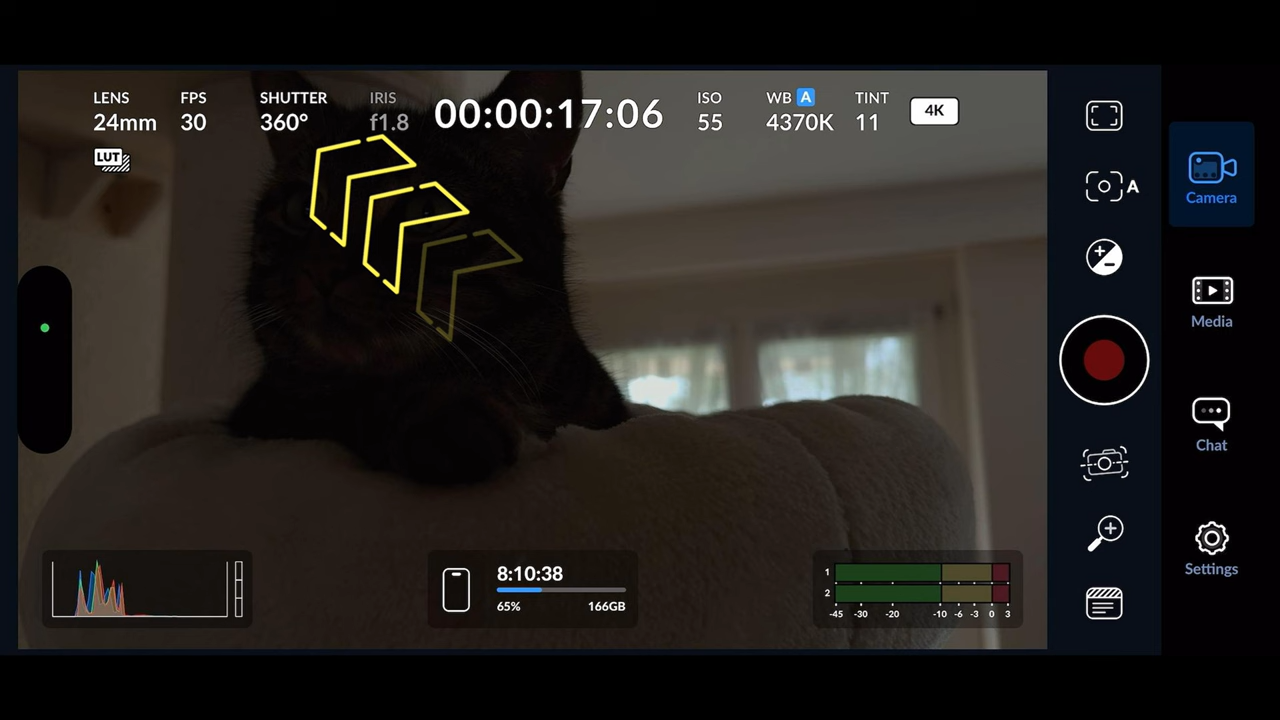 LENS FPS SHUTTER IRIS 00:00:17:06 ISO WB A TINT 4K
24mm 30 360° f1.8 55 4370K 11
LUT
A
Camera
Media
Chat
Settings
8:10:38
65% 166GB
1
2
-45 -30 -20 -10 -6 -3 0 3